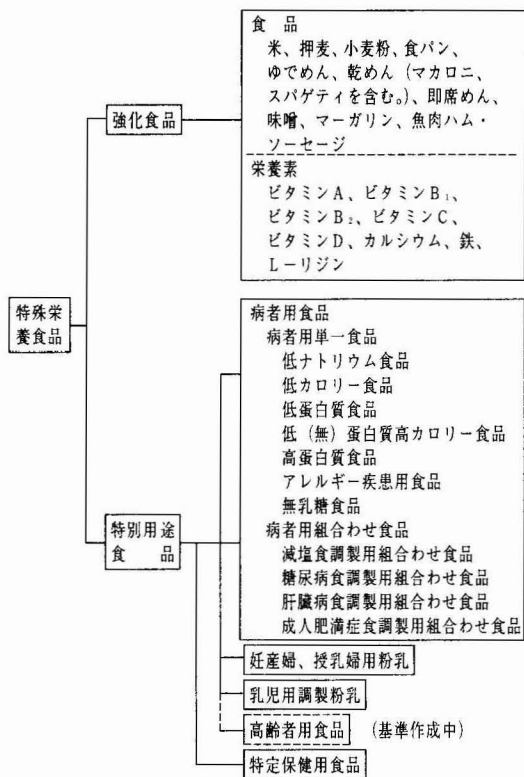 特殊栄
養食品
強化食品
食　品
米、押麦、小麦粉、食パン、
ゆでめん、乾めん（マカロニ、
スパゲティを含む。）、即席めん、
味噌、マーガリン、魚肉ハム・
ソーセージ
栄養素
ビタミンA、ビタミンB₁、
ビタミンB₂、ビタミンC、
ビタミンD、カルシウム、鉄、
L－リジン
特別用途
食　　品
病者用食品
病者用単一食品
低ナトリウム食品
低カロリー食品
低蛋白質食品
低（無）蛋白質高カロリー食品
高蛋白質食品
アレルギー疾患用食品
無乳糖食品
病者用組合わせ食品
減塩食調製用組合わせ食品
糖尿病食調製用組合わせ食品
肝臓病食調製用組合わせ食品
成人肥満症食調製用組合わせ食品
妊産婦、授乳婦用粉乳
乳児用調製粉乳
高齢者用食品　（基準作成中）
特定保健用食品